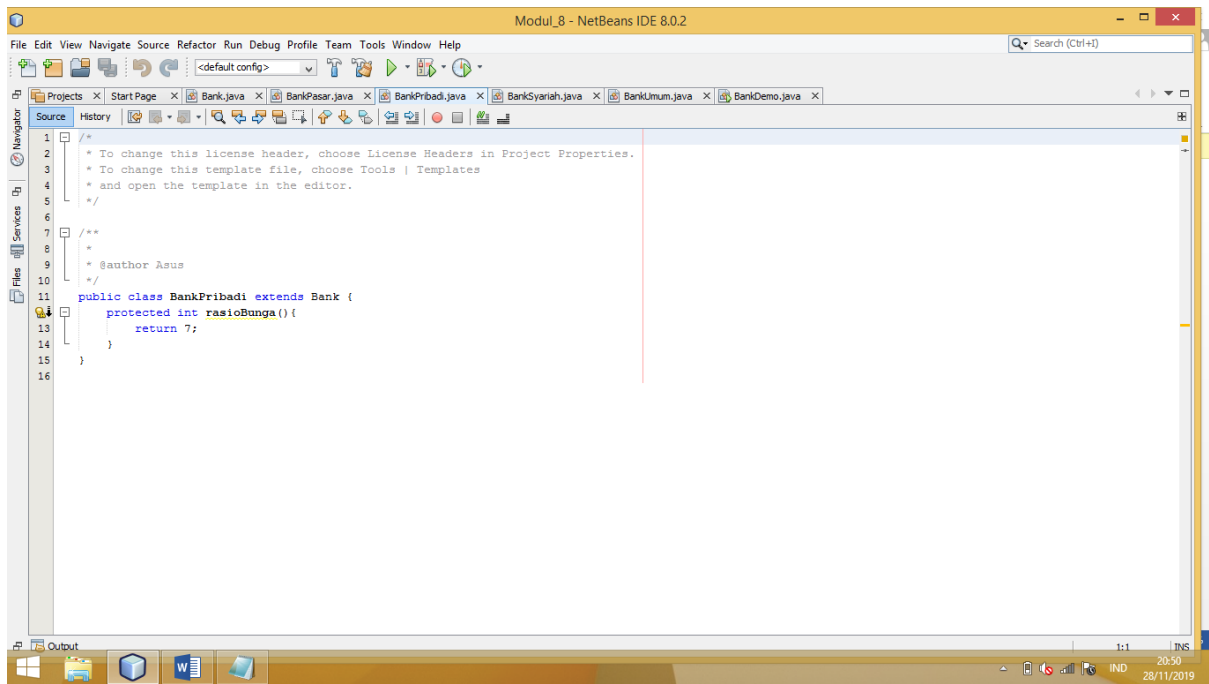 Modul_8 - NetBeans IDE 8.0.2
File Edit View Navigate Source Refactor Run Debug Profile Team Tools Window Help
Search (Ctrl+I)
<default config>
Projects Start Page Bank.java BankPasar.java BankPribadi.java BankSyariah.java BankUmum.java BankDemo.java
Source History
Navigator
Services
Files
1 /*
2 * To change this license header, choose License Headers in Project Properties.
3 * To change this template file, choose Tools | Templates
4 * and open the template in the editor.
5 */
6
7 /**
8 *
9 * @author Asus
10 */
11 public class BankPribadi extends Bank {
protected int rasioBunga(){
13 return 7;
14 }
15 }
16
Output
1:1 INS
IND
20:50
28/11/2019